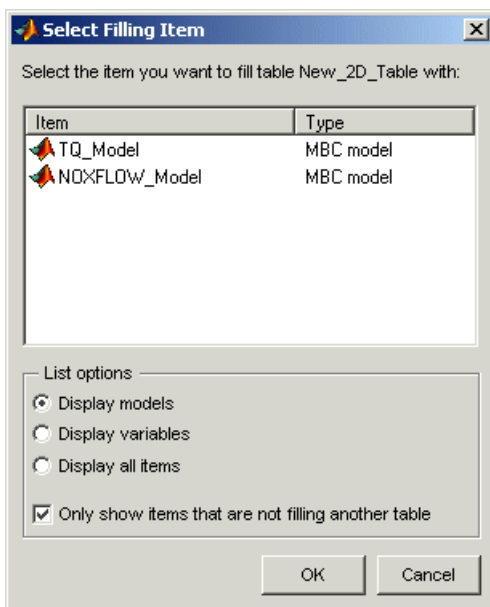 Select Filling Item
Select the item you want to fill table New_2D_Table with:
Item Type
TQ_Model MBC model
NOXFLOW_Model MBC model
List options
Display models
Display variables
Display all items
Only show items that are not filling another table
OK Cancel